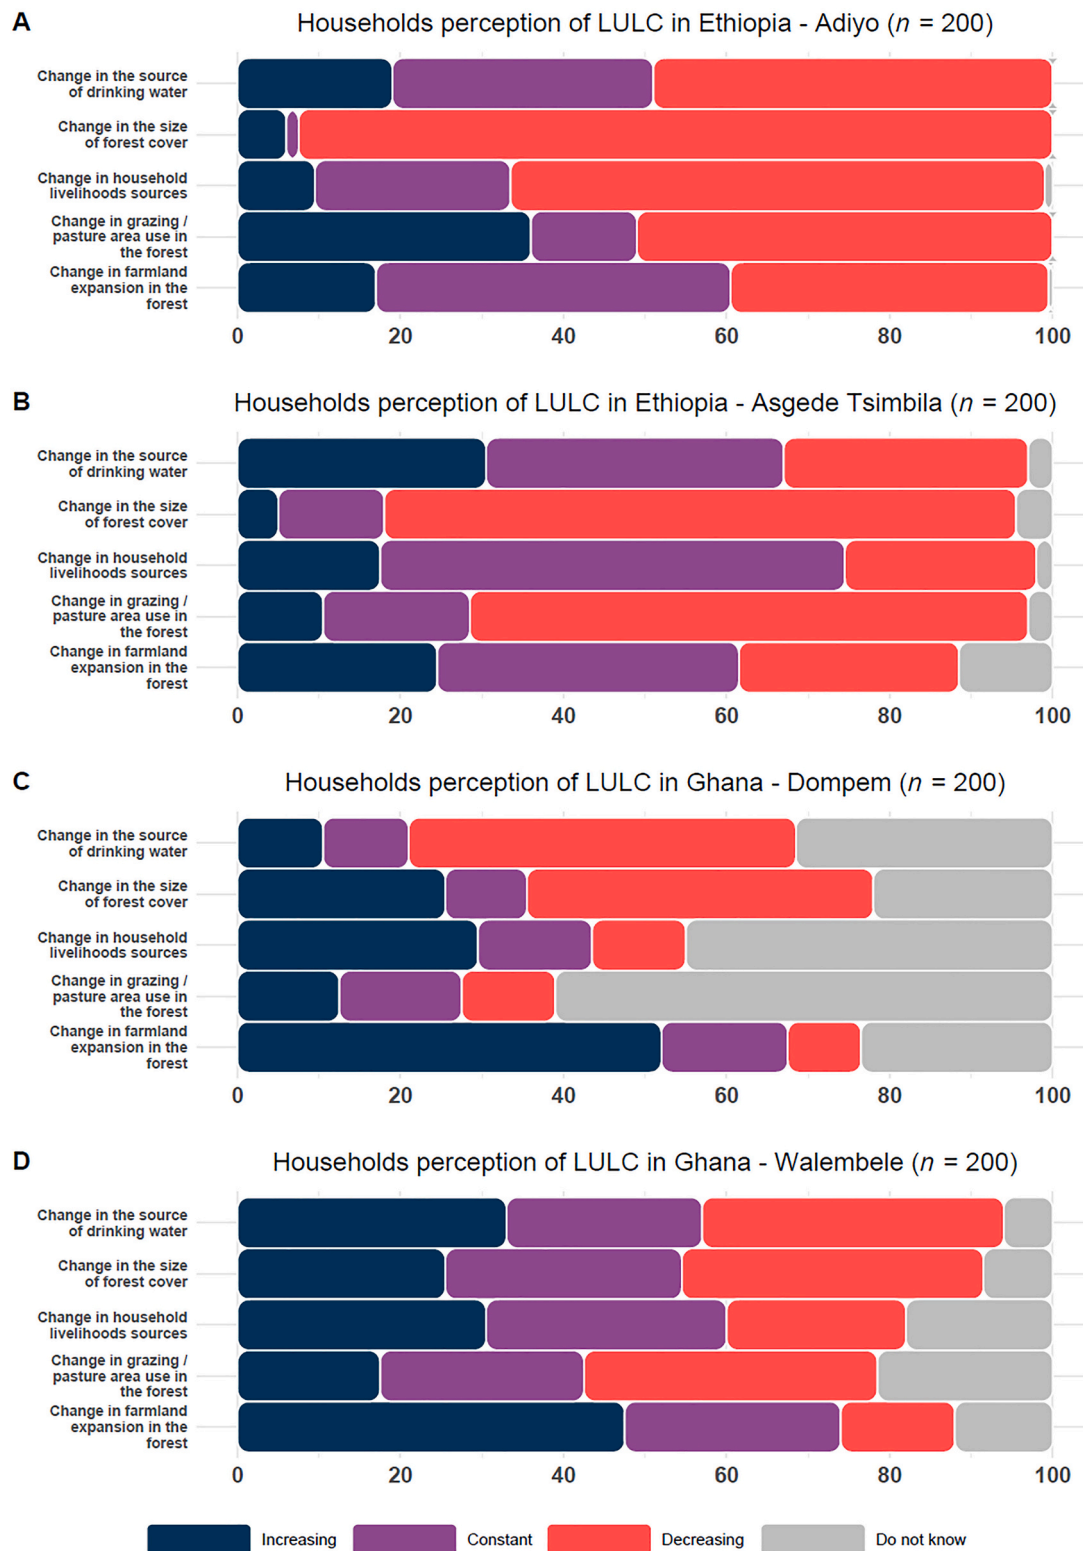 A
Households perception of LULC in Ethiopia - Adiyo (n = 200)
Change in the source
of drinking water
Change in the size
of forest cover
Change in household
livelihoods sources
Change in grazing /
pasture area use in
the forest
Change in farmland
expansion in the
forest
0 20 40 60 80 100
B
Households perception of LULC in Ethiopia - Asgede Tsimbila (n = 200)
Change in the source
of drinking water
Change in the size
of forest cover
Change in household
livelihoods sources
Change in grazing /
pasture area use in
the forest
Change in farmland
expansion in the
forest
0 20 40 60 80 100
C
Households perception of LULC in Ghana - Dompem (n = 200)
Change in the source
of drinking water
Change in the size
of forest cover
Change in household
livelihoods sources
Change in grazing /
pasture area use in
the forest
Change in farmland
expansion in the
forest
0 20 40 60 80 100
D
Households perception of LULC in Ghana - Walembele (n = 200)
Change in the source
of drinking water
Change in the size
of forest cover
Change in household
livelihoods sources
Change in grazing /
pasture area use in
the forest
Change in farmland
expansion in the
forest
0 20 40 60 80 100
Increasing Constant Decreasing Do not know